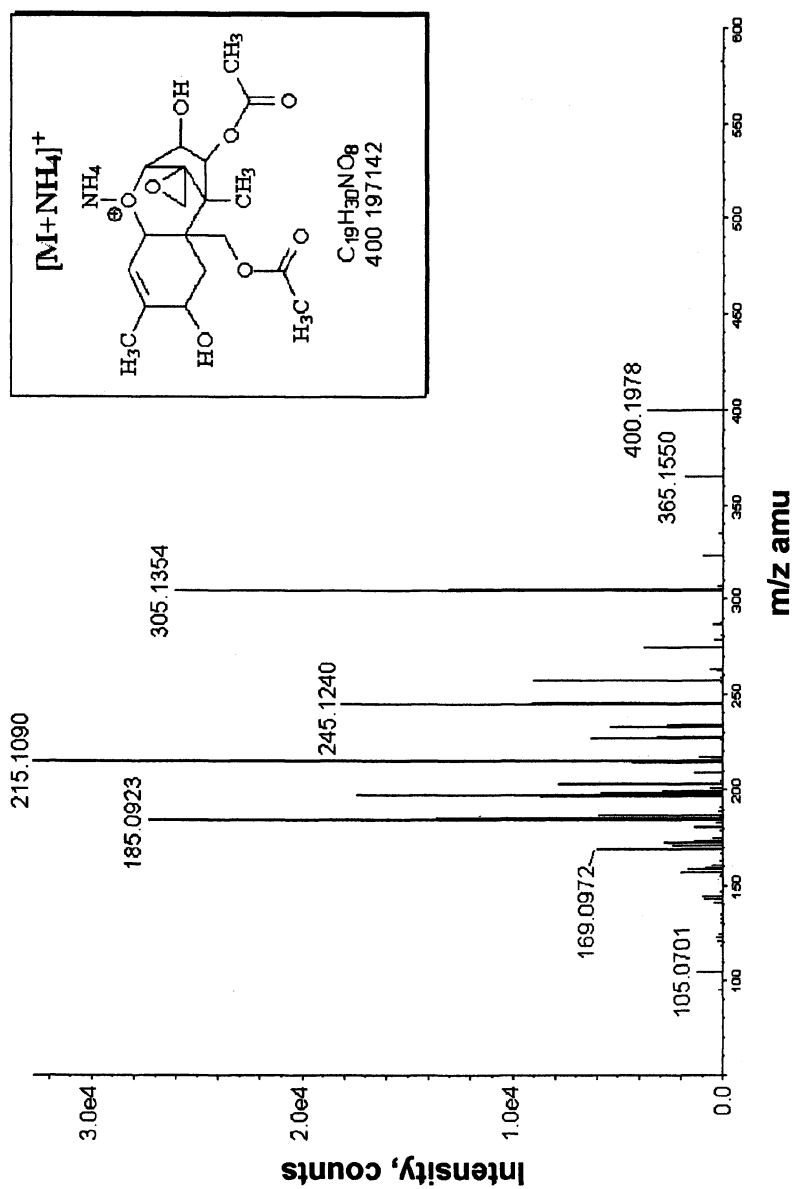 [M+NH4]+
NH4
⊕
O
O
OH
CH3
O
O
CH3
H3C
HO
O
O
H3C
C19H30NO8
400 197142
215.1090
185.0923
245.1240
305.1354
169.0972
105.0701
365.1550
400.1978
Intensity, counts
3.0e4
2.0e4
1.0e4
0.0
100
150
200
250
300
350
400
450
500
550
600
m/z amu